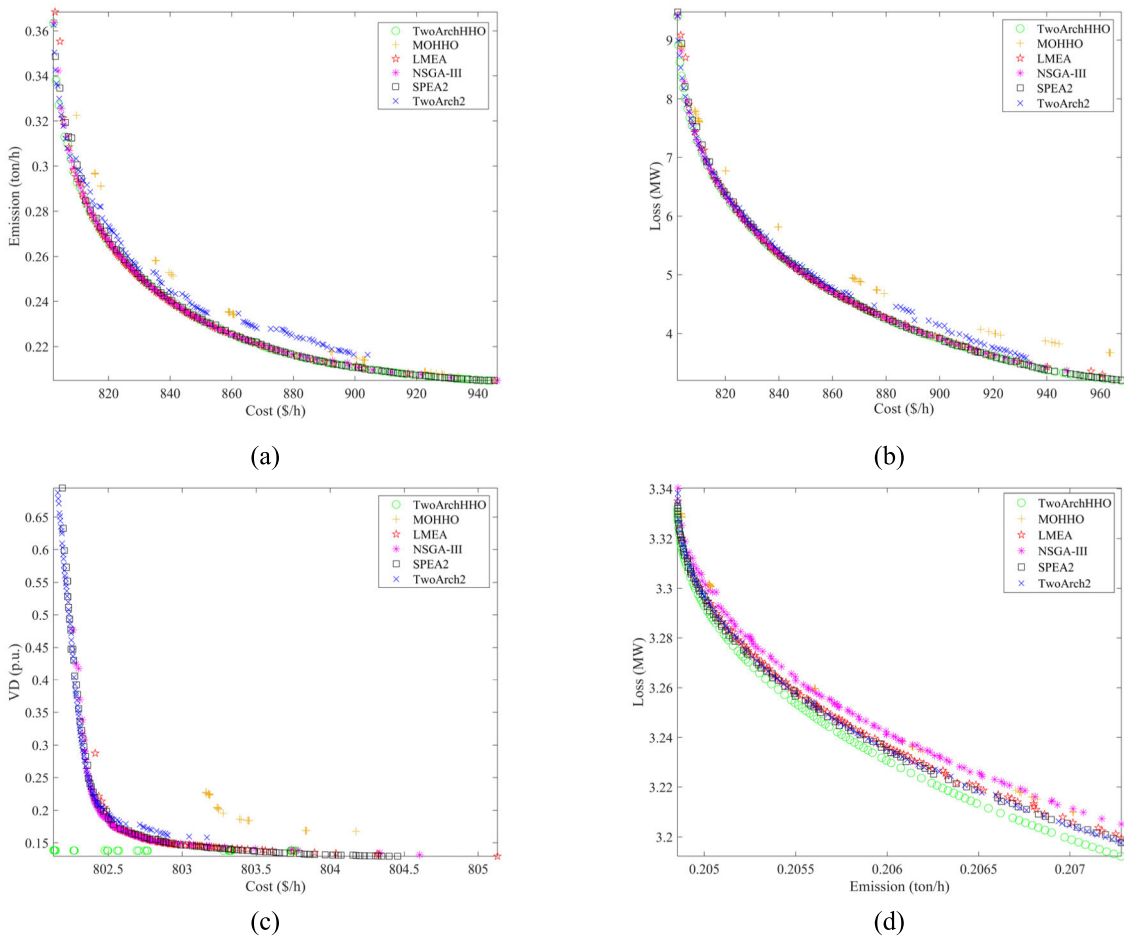 0.36
0.34
0.32
0.3
0.28
0.26
0.24
0.22
Emission (ton/h)
820 840 860 880 900 920 940
Cost ($/h)
TwoArchHHO
MOHHO
LMEA
NSGA-III
SPEA2
TwoArch2
(a)
9
8
7
6
5
4
Loss (MW)
820 840 860 880 900 920 940 960
Cost ($/h)
TwoArchHHO
MOHHO
LMEA
NSGA-III
SPEA2
TwoArch2
(b)
0.65
0.6
0.55
0.5
0.45
0.4
0.35
0.3
0.25
0.2
0.15
VD (p.u.)
802.5 803 803.5 804 804.5 805
Cost ($/h)
TwoArchHHO
MOHHO
LMEA
NSGA-III
SPEA2
TwoArch2
(c)
3.34
3.32
3.3
3.28
3.26
3.24
3.22
3.2
Loss (MW)
0.205 0.2055 0.206 0.2065 0.207
Emission (ton/h)
TwoArchHHO
MOHHO
LMEA
NSGA-III
SPEA2
TwoArch2
(d)